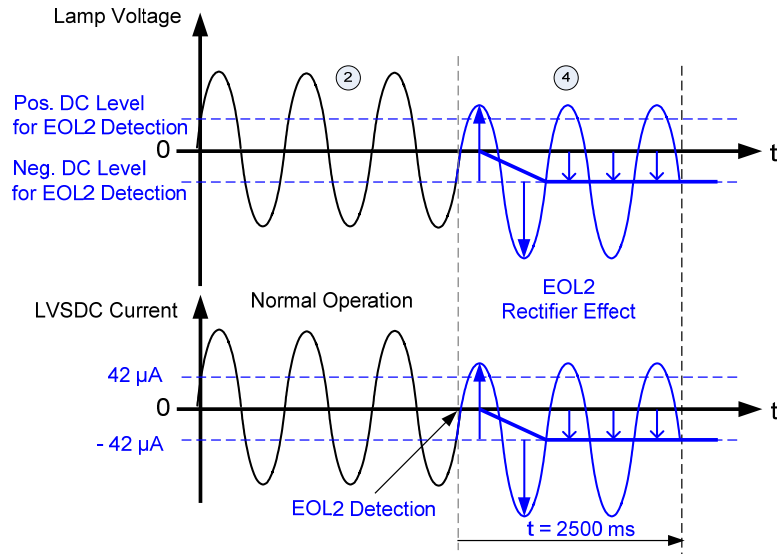 Lamp Voltage
2
4
Pos. DC Level
for EOL2 Detection
0
t
Neg. DC Level
for EOL2 Detection
EOL2
Rectifier Effect
Normal Operation
LVSDC Current
42 µA
0
t
- 42 µA
EOL2 Detection
t = 2500 ms